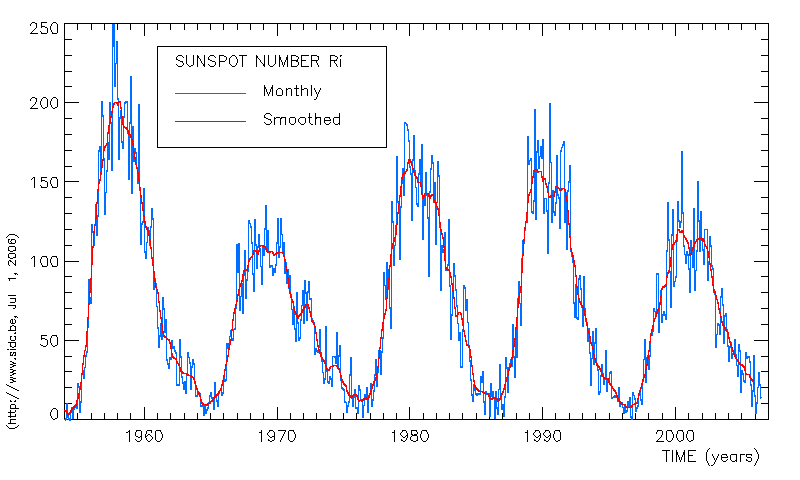 250
200
150
100
50
0
SUNSPOT NUMBER Ri
Monthly
Smoothed
(http://www.sidc.be, Jul 1, 2006)
1960 1970 1980 1990 2000
TIME (years)